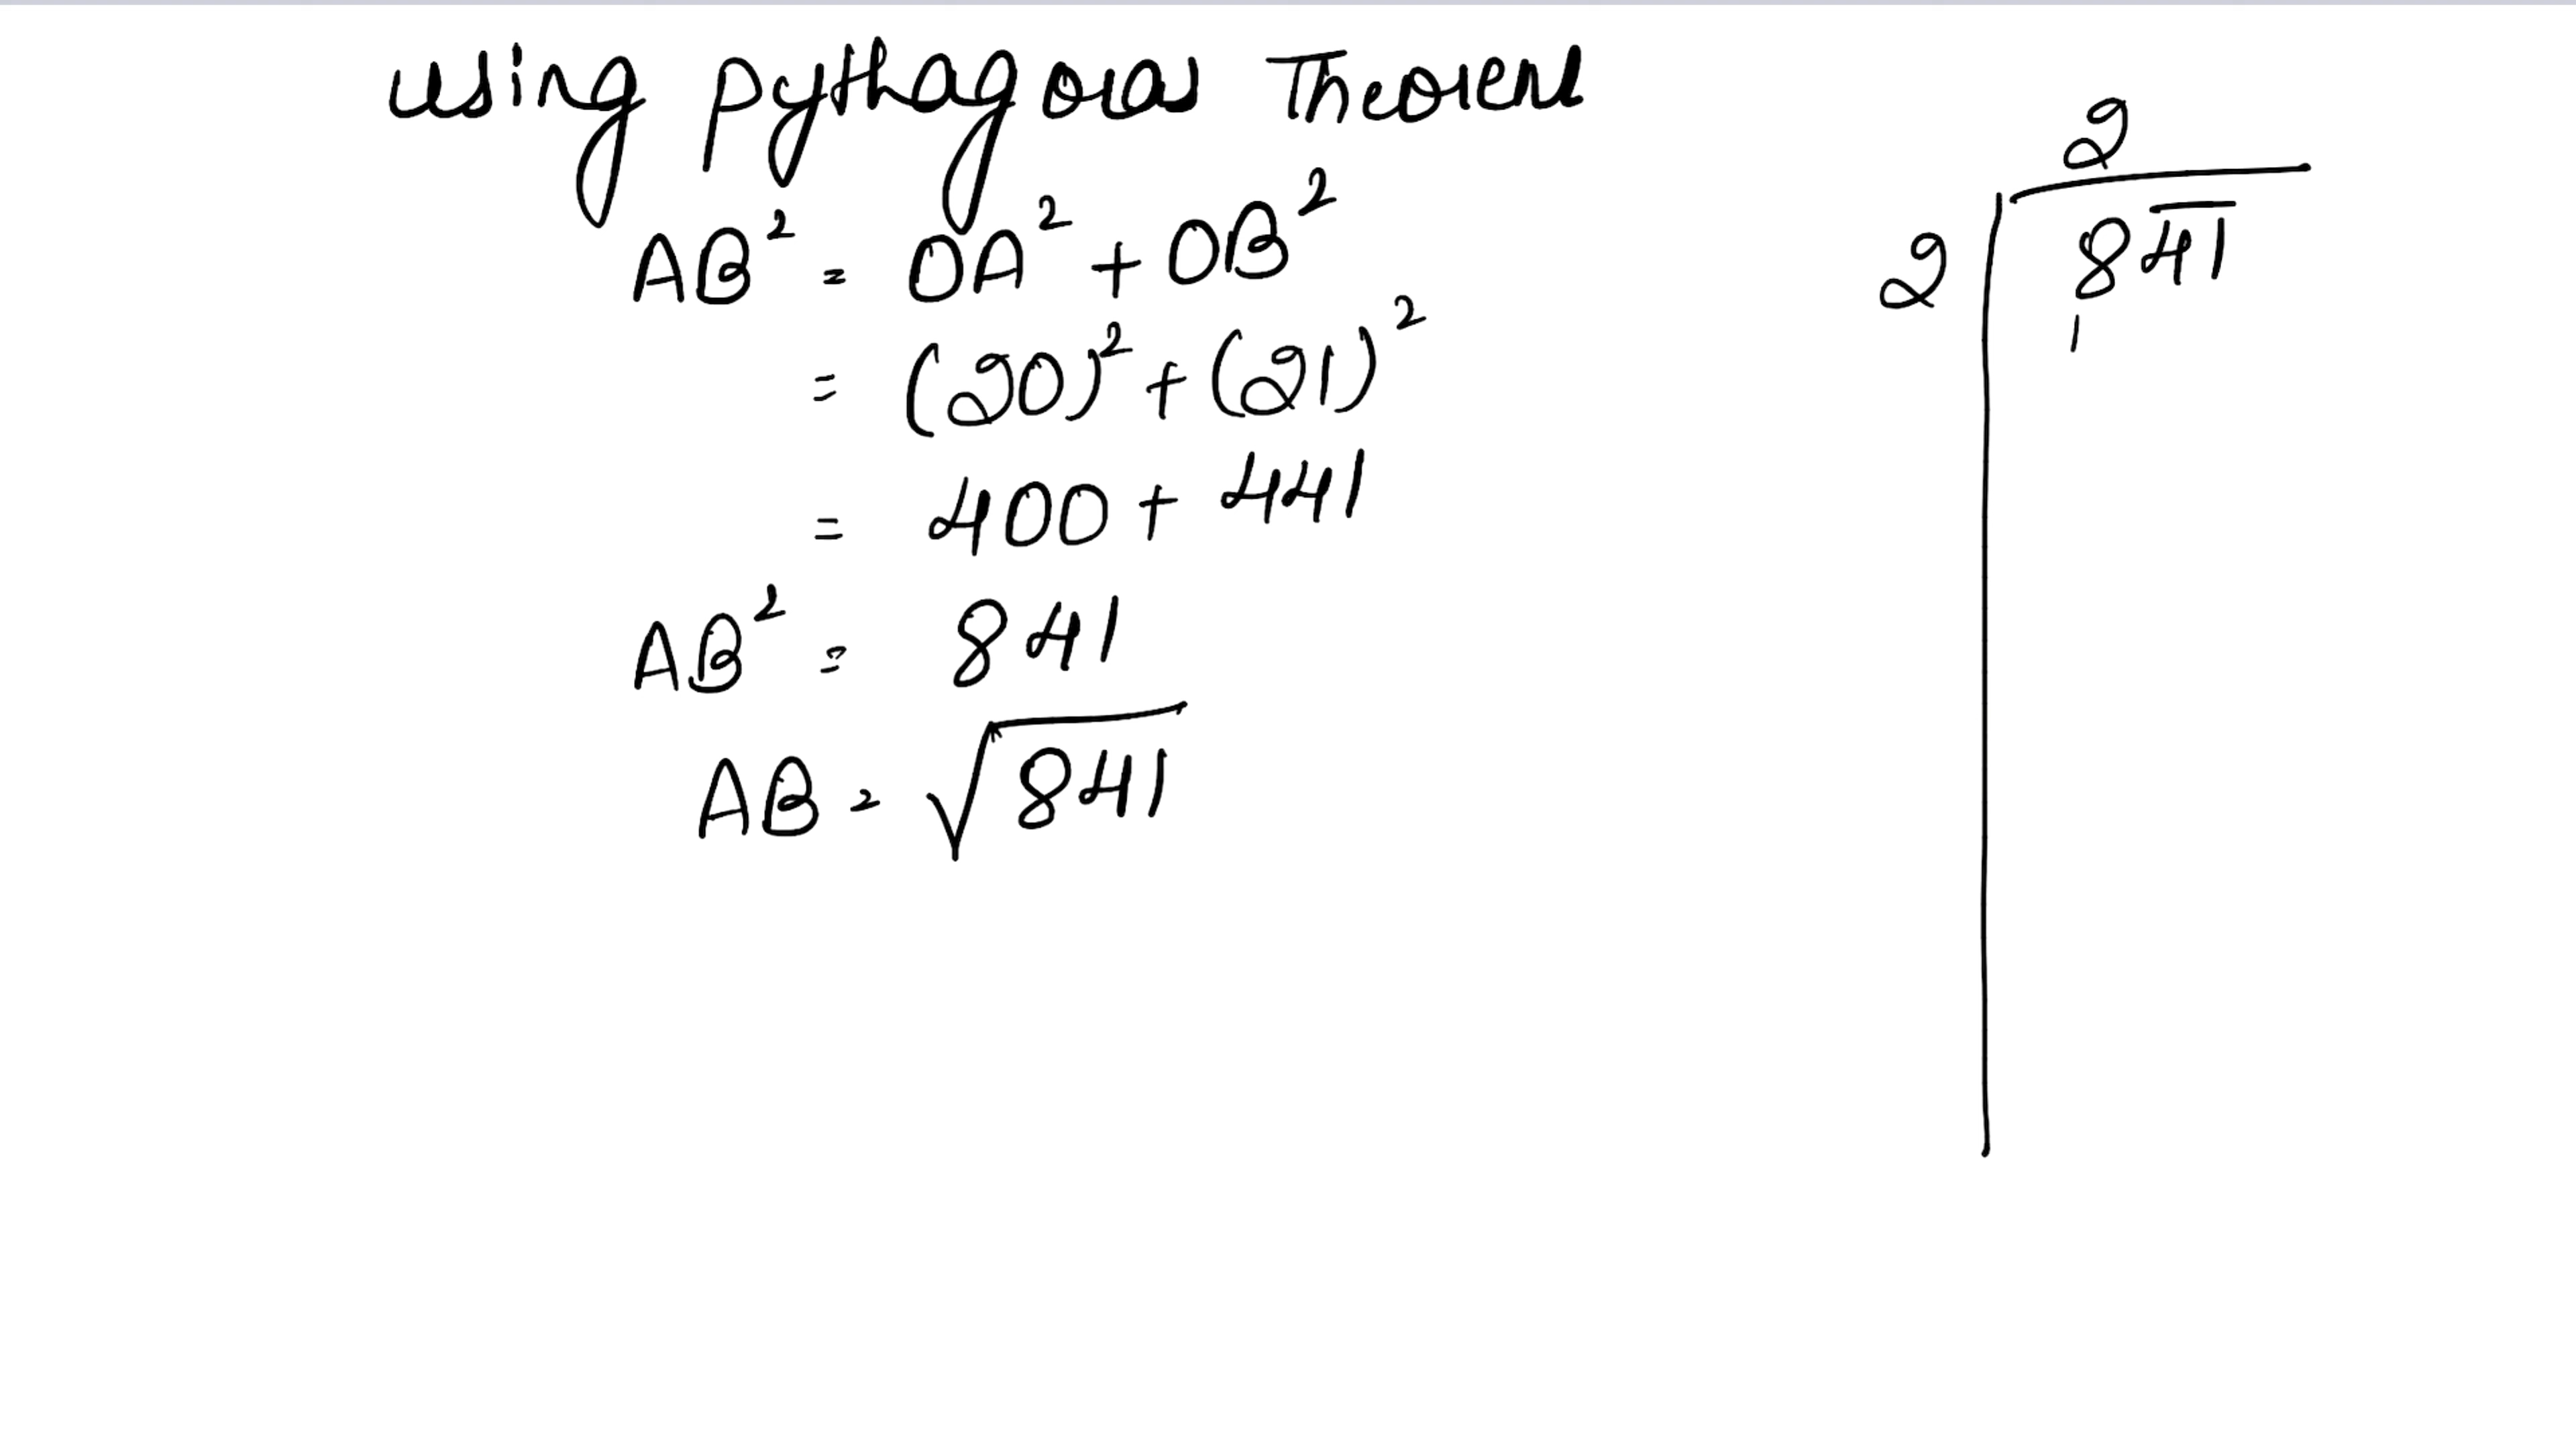 using pythagoras Theorem
AB² = OA² + OB²
= (20)² + (21)²
= 400 + 441
AB² = 841
AB = √841
2
2 841
1